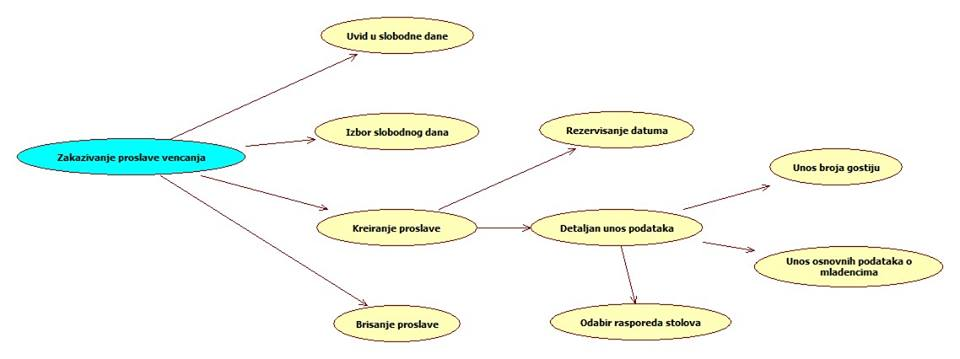 Uvid u slobodne dane
Izbor slobodnog dana
Rezervisanje datuma
Zakazivanje proslave vencanja
Unos broja gostiju
Kreiranje proslave
Detaljan unos podataka
Unos osnovnih podataka o
mladencima
Brisanje proslave
Odabir rasporeda stolova